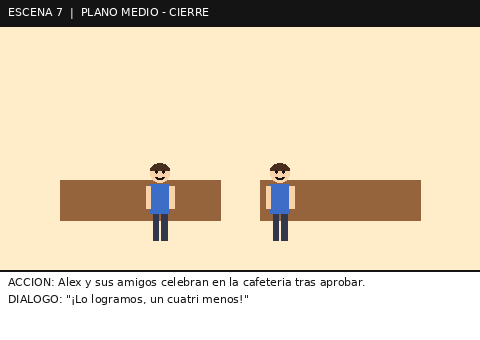 ESCENA 7 | PLANO MEDIO - CIERRE
ACCION: Alex y sus amigos celebran en la cafeteria tras aprobar.
DIALOGO: "¡Lo logramos, un cuatri menos!"